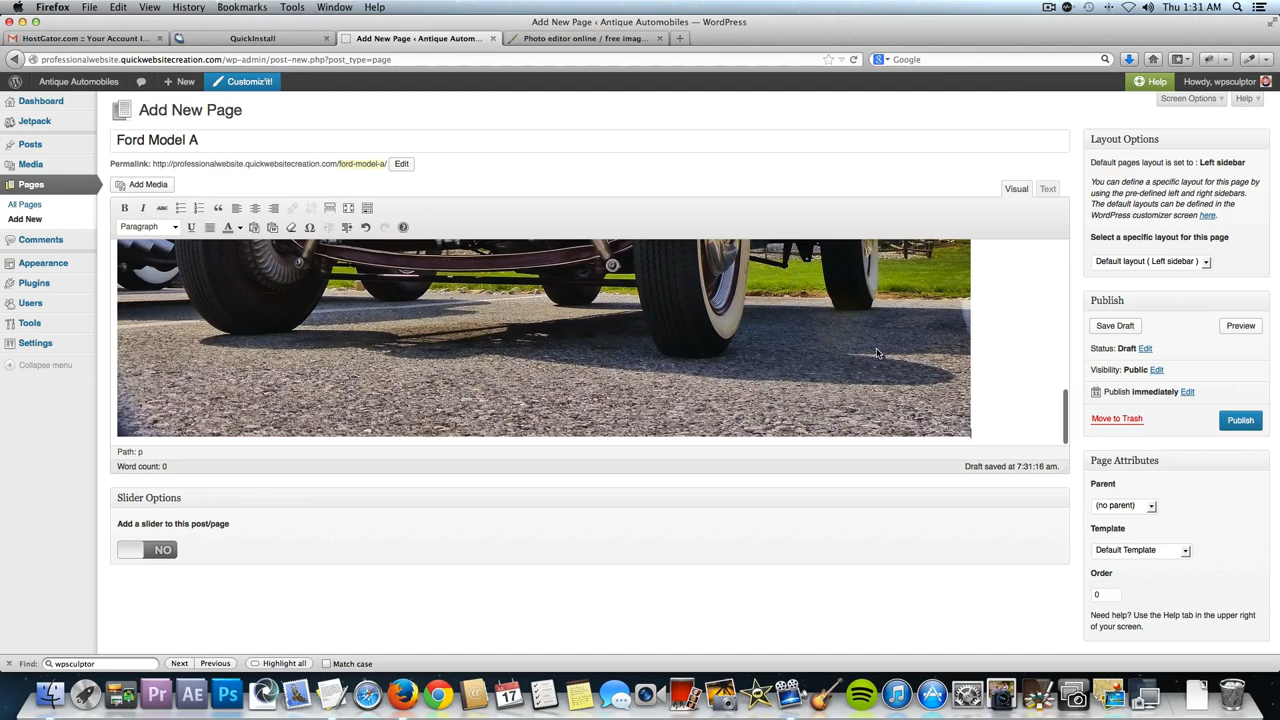 Firefox File Edit View History Bookmarks Tools Window Help Thu 1:31 AM
Add New Page ‹ Antique Automobiles — WordPress
HostGator.com :: Your Account I... QuickInstall Add New Page ‹ Antique Autom... Photo editor online / free imag...
professionalwebsite.quickwebsitecreation.com/wp-admin/post-new.php?post_type=page Google
Antique Automobiles + New Customiz'it! Help Howdy, wpsculptor
Screen Options Help
Dashboard
Jetpack
Posts
Media
Pages
All Pages
Add New
Comments
Appearance
Plugins
Users
Tools
Settings
Collapse menu
Add New Page
Ford Model A
Permalink: http://professionalwebsite.quickwebsitecreation.com/ford-model-a/ Edit
Add Media
Visual Text
B I ABC
Paragraph U A Ω
Path: p
Word count: 0 Draft saved at 7:31:16 am.
Slider Options
Add a slider to this post/page
NO
Layout Options
Default pages layout is set to : Left sidebar
You can define a specific layout for this page by
using the pre-defined left and right sidebars.
The default layouts can be defined in the
WordPress customizer screen here.
Select a specific layout for this page
Default layout ( Left sidebar )
Publish
Save Draft Preview
Status: Draft Edit
Visibility: Public Edit
Publish immediately Edit
Move to Trash Publish
Page Attributes
Parent
(no parent)
Template
Default Template
Order
0
Need help? Use the Help tab in the upper right
of your screen.
Find: wpsculptor Next Previous Highlight all Match case
Pr AE Ps 17